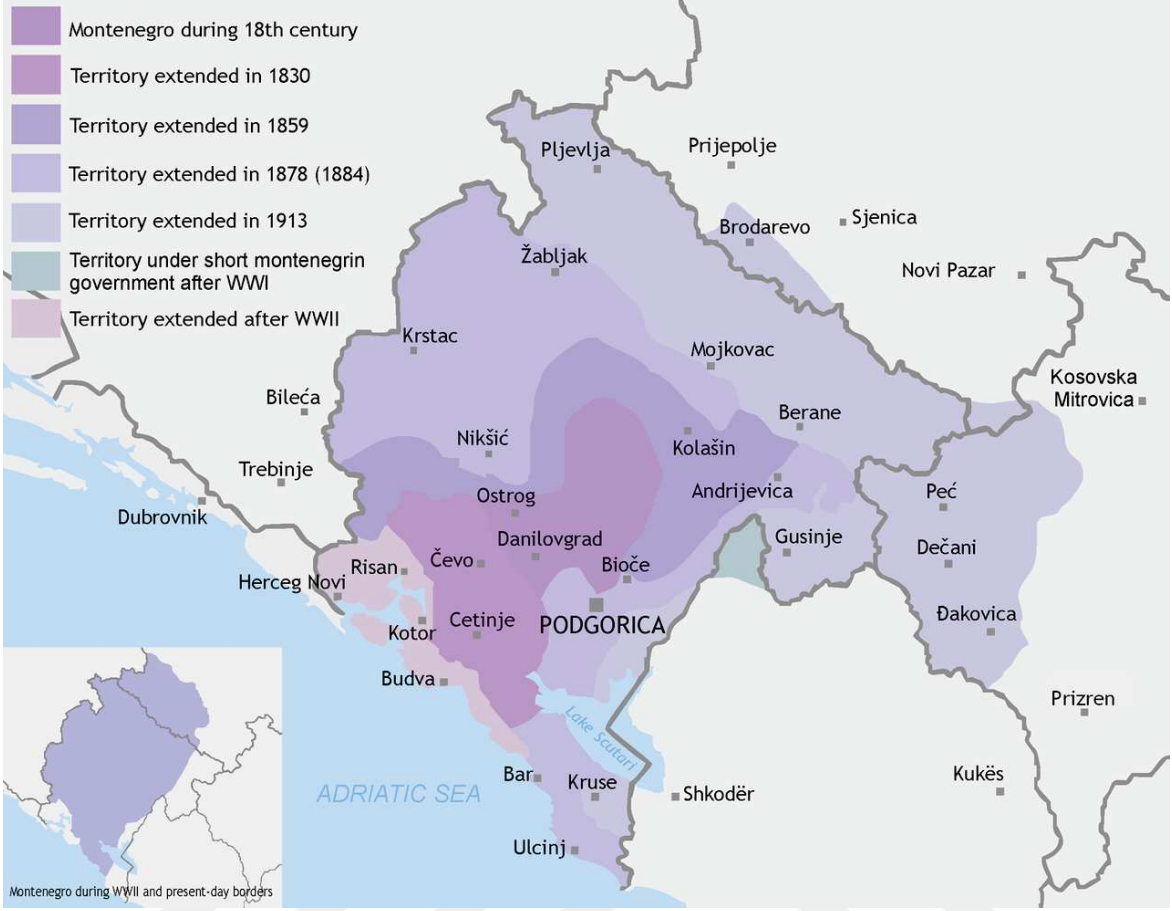 Montenegro during 18th century
Territory extended in 1830
Territory extended in 1859
Territory extended in 1878 (1884)
Territory extended in 1913
Territory under short montenegrin
government after WWI
Territory extended after WWII
Pljevlja
Prijepolje
Brodarevo
Sjenica
Žabljak
Novi Pazar
Krstac
Mojkovac
Kosovska
Mitrovica
Bileća
Berane
Nikšić
Kolašin
Trebinje
Ostrog
Andrijevica
Peć
Dubrovnik
Danilovgrad
Gusinje
Dečani
Čevo
Risan
Bioče
Herceg Novi
Đakovica
Cetinje
PODGORICA
Kotor
Budva
Prizren
Lake Scutari
Bar
Kruse
Kukës
ADRIATIC SEA
Shkodër
Ulcinj
Montenegro during WWII and present-day borders